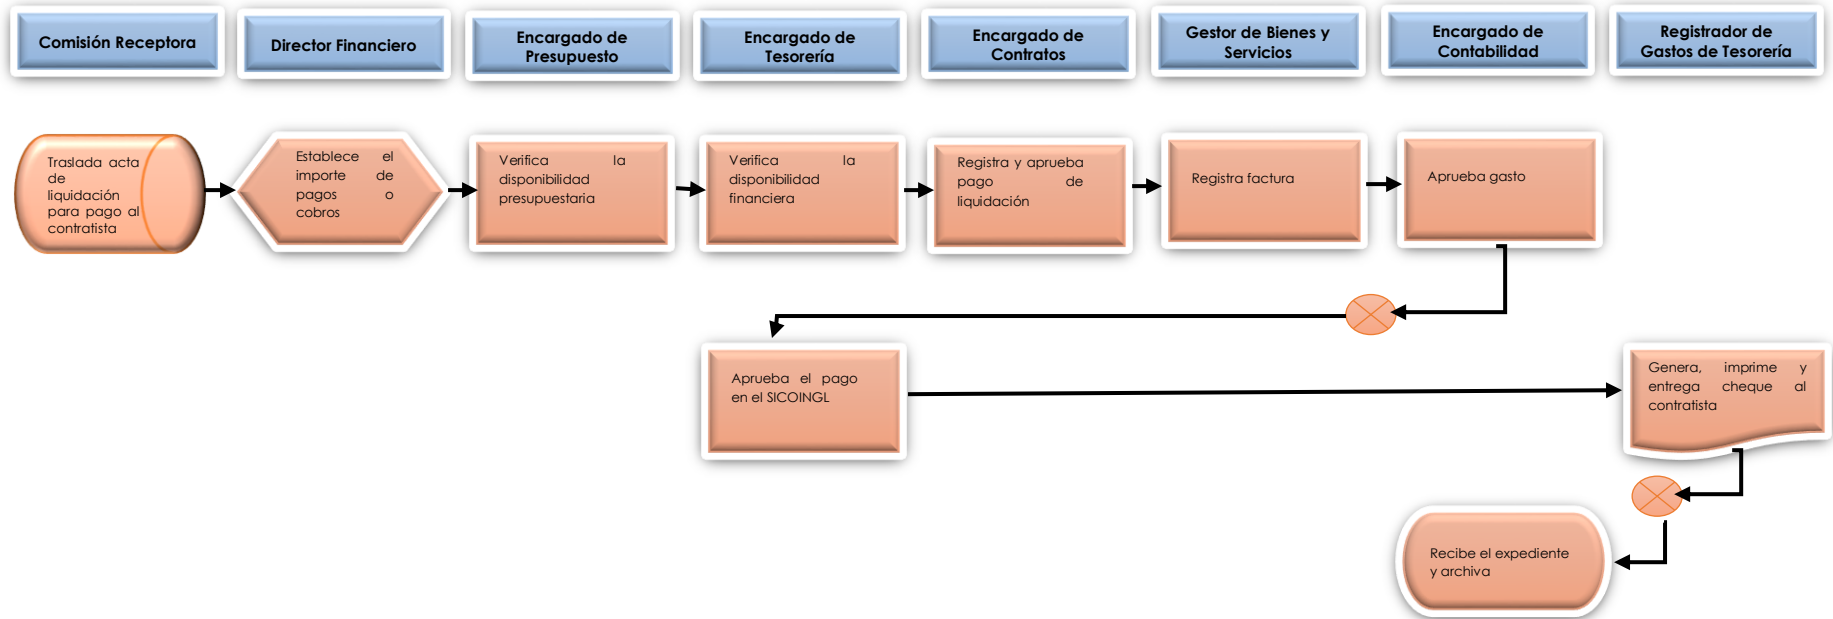 Comisión Receptora
Director Financiero
Encargado de
Presupuesto
Encargado de
Tesorería
Encargado de
Contratos
Gestor de Bienes y
Servicios
Encargado de
Contabilidad
Registrador de
Gastos de Tesorería
Traslada acta
de
liquidación
para pago al
contratista
Establece el
importe de
pagos o
cobros
Verifica la
disponibilidad
presupuestaria
Verifica la
disponibilidad
financiera
Registra y aprueba
pago de
liquidación
Registra factura
Aprueba gasto
Aprueba el pago
en el SICOINGL
Genera, imprime y
entrega cheque al
contratista
Recibe el expediente
y archiva